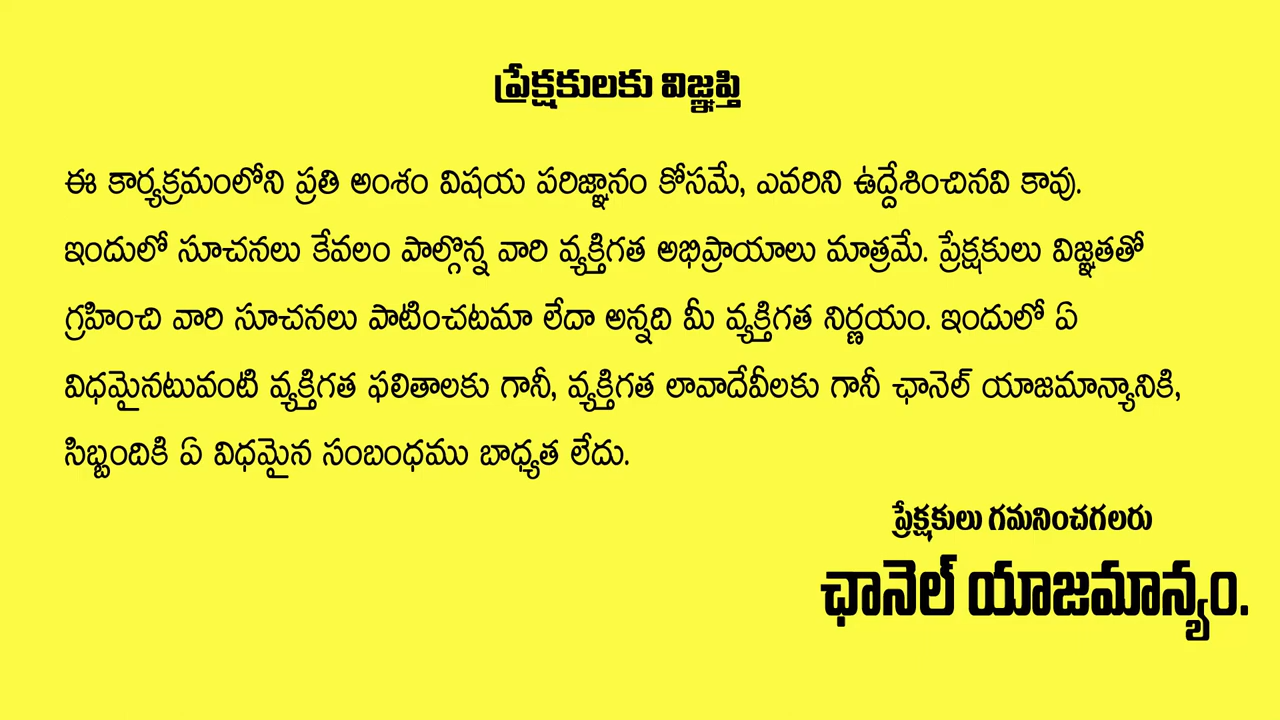 ప్రేక్షకులకు విజ్ఞప్తి
ఈ కార్యక్రమంలోని ప్రతి అంశం విషయ పరిజ్ఞానం కోసమే, ఎవరిని ఉద్దేశించినవి కావు.
ఇందులో సూచనలు కేవలం పాల్గొన్న వారి వ్యక్తిగత అభిప్రాయాలు మాత్రమే. ప్రేక్షకులు విజ్ఞతతో
గ్రహించి వారి సూచనలు పాటించటమా లేదా అన్నది మీ వ్యక్తిగత నిర్ణయం. ఇందులో ఏ
విధమైనటువంటి వ్యక్తిగత ఫలితాలకు గానీ, వ్యక్తిగత లావాదేవీలకు గానీ ఛానెల్ యాజమాన్యానికి,
సిబ్బందికి ఏ విధమైన సంబంధము బాధ్యత లేదు.
ప్రేక్షకులు గమనించగలరు
ఛానెల్ యాజమాన్యం.